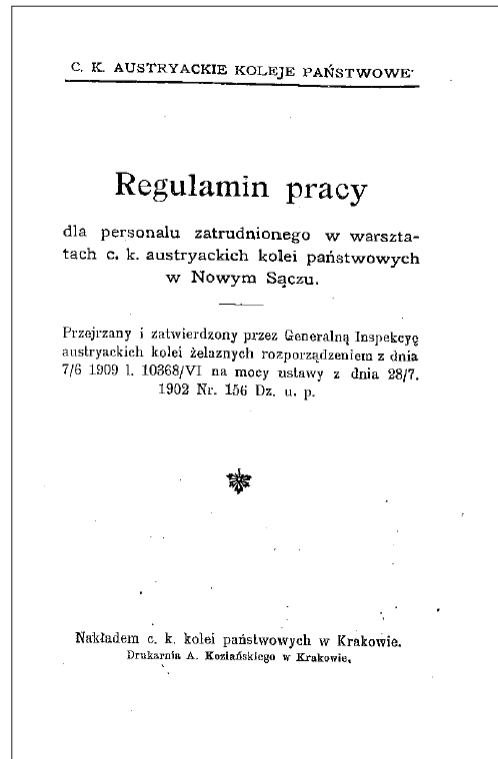 C. K. AUSTRYACKIE KOLEJE PAŃSTWOWE
Regulamin pracy
dla personalu zatrudnionego w warszta-
tach c. k. austryackich kolei państwowych
w Nowym Sączu.
Przejrzany i zatwierdzony przez Generalną Inspekcyę
austryackich kolei żelaznych rozporządzeniem z dnia
7/6 1909 l. 10368/VI na mocy ustawy z dnia 28/7.
1902 Nr. 156 Dz. u. p.
Nakładem c. k. kolei państwowych w Krakowie.
Drukarnia A. Koziańskiego w Krakowie.